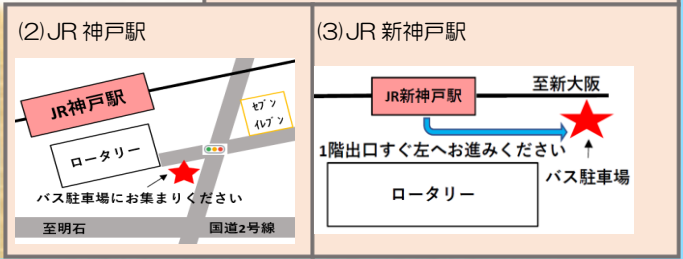 (2)JR 神戸駅
JR神戸駅
ｾﾌﾞﾝ
ｲﾚﾌﾞﾝ
ロータリー
バス駐車場にお集まりください
至明石
国道2号線
(3)JR 新神戸駅
至新大阪
JR新神戸駅
1階出口すぐ左へお進みください
バス駐車場
ロータリー